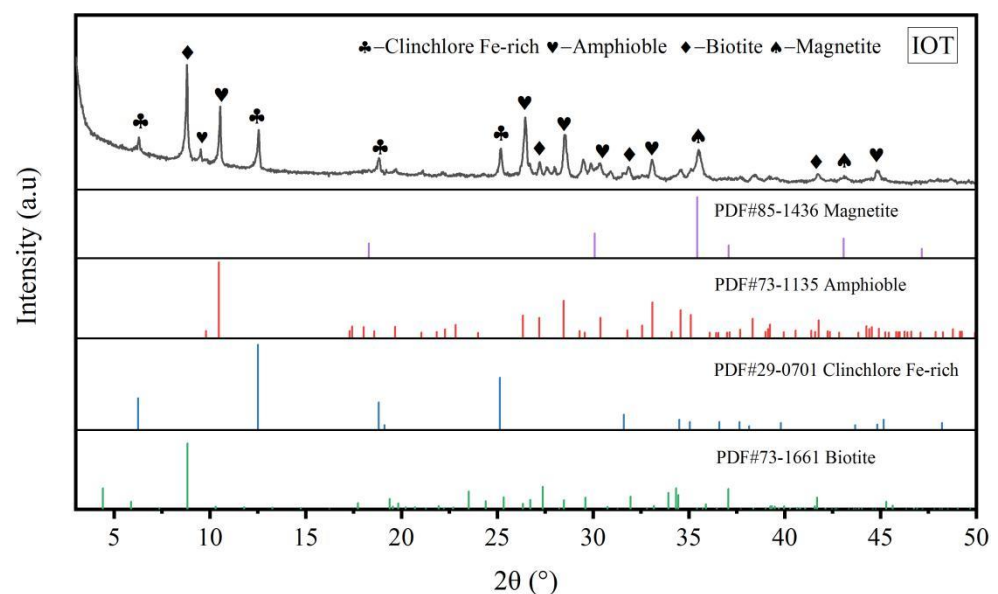 ♣–Clinchlore Fe-rich ♥–Amphioble ♦–Biotite ♠–Magnetite
IOT
PDF#85-1436 Magnetite
PDF#73-1135 Amphioble
PDF#29-0701 Clinchlore Fe-rich
PDF#73-1661 Biotite
Intensity (a.u)
5 10 15 20 25 30 35 40 45 50
2θ (°)